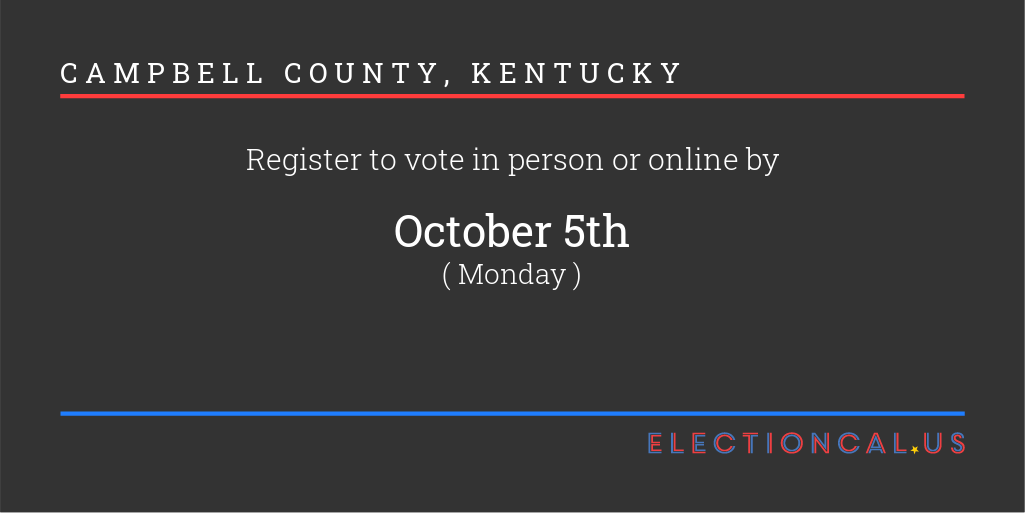 CAMPBELL COUNTY, KENTUCKY
Register to vote in person or online by
October 5th
( Monday )
ELECTIONCAL.US